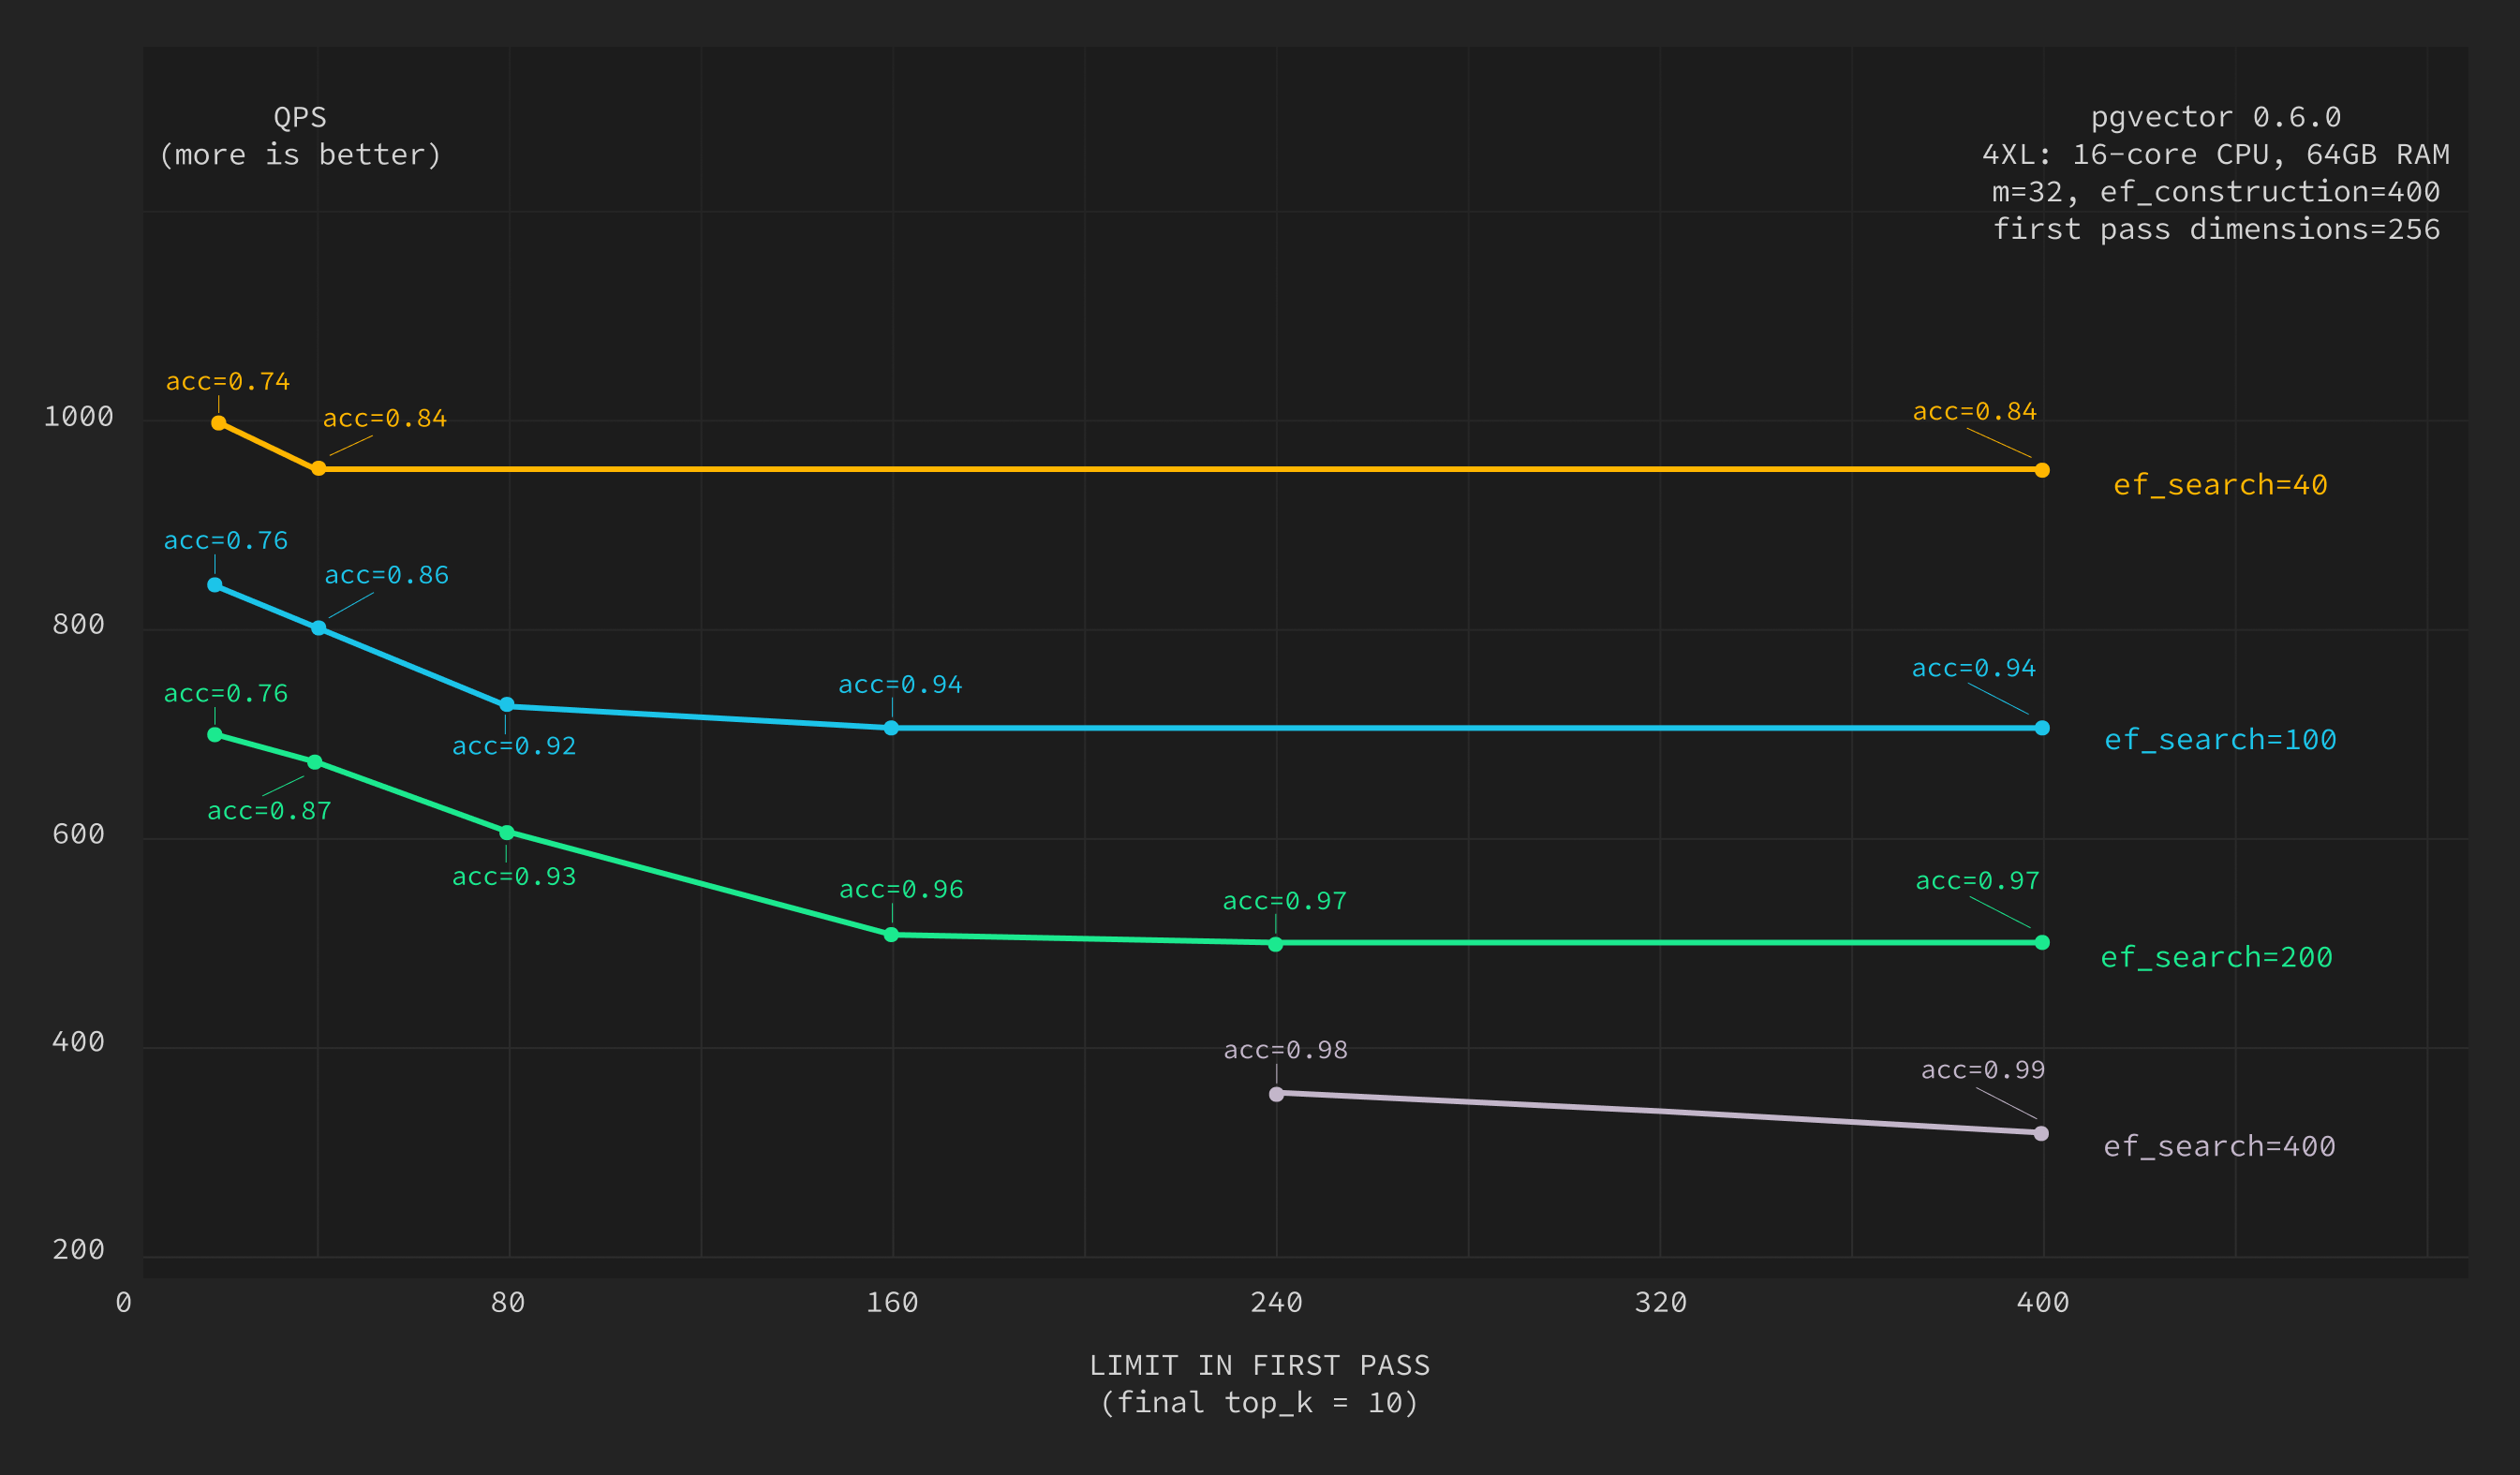 QPS
(more is better)
pgvector 0.6.0
4XL: 16-core CPU, 64GB RAM
m=32, ef_construction=400
first pass dimensions=256
acc=0.74
acc=0.84
acc=0.84
1000
ef_search=40
acc=0.76
acc=0.86
800
acc=0.94
acc=0.94
acc=0.76
ef_search=100
acc=0.92
acc=0.87
600
acc=0.93
acc=0.96
acc=0.97
acc=0.97
ef_search=200
400
acc=0.98
acc=0.99
ef_search=400
200
0
80
160
240
320
400
LIMIT IN FIRST PASS
(final top_k = 10)